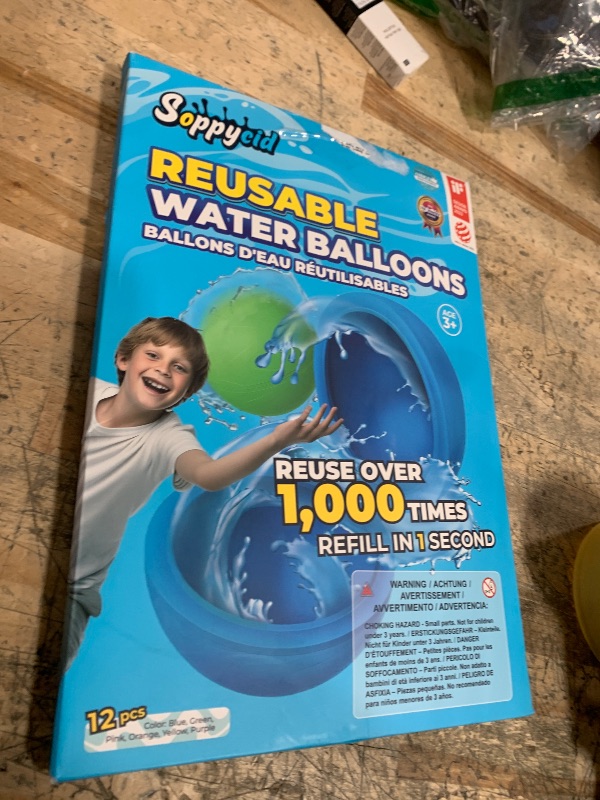 Soppycid
REUSABLE
WATER BALLOONS
BALLONS D'EAU RÉUTILISABLES
iF
AGE
3+
REUSE OVER
1,000 TIMES
REFILL IN 1 SECOND
WARNING / ACHTUNG /
AVERTISSEMENT /
AVVERTIMENTO / ADVERTENCIA:
CHOKING HAZARD - Small parts. Not for children
under 3 years. / ERSTICKUNGSGEFAHR – Kleinteile.
Nicht für Kinder unter 3 Jahren. / DANGER
D'ÉTOUFFEMENT – Petites pièces. Pas pour les
enfants de moins de 3 ans. / PERICOLO DI
SOFFOCAMENTO – Parti piccole. Non adatto a
bambini di età inferiore ai 3 anni. / PELIGRO DE
ASFIXIA – Piezas pequeñas. No recomendado
para niños menores de 3 años.
12 pcs
Color: Blue, Green,
Pink, Orange, Yellow, Purple